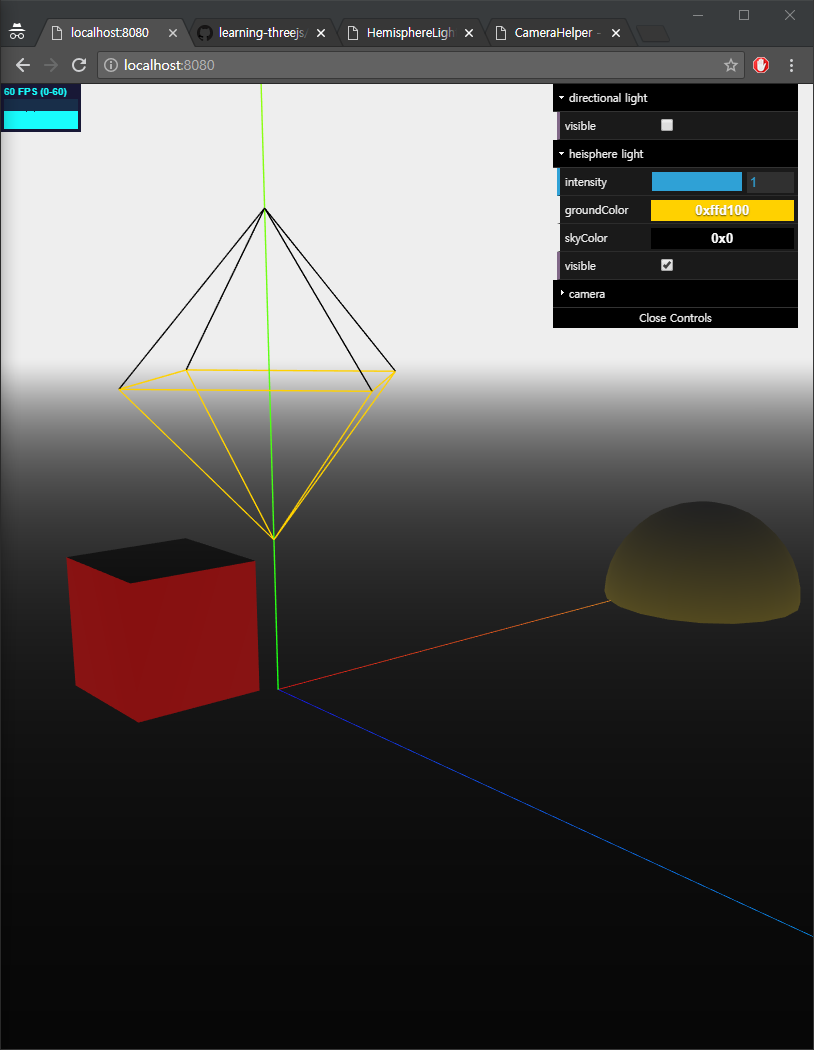 localhost:8080
learning-threejs
HemisphereLigh
CameraHelper -
localhost:8080
60 FPS (0-60)
directional light
visible
heisphere light
intensity 1
groundColor 0xffd100
skyColor 0x0
visible
camera
Close Controls